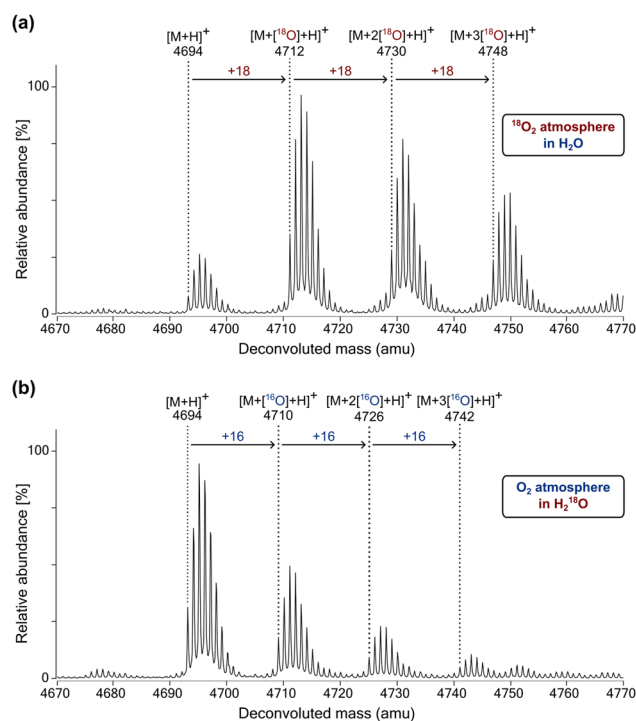 (a)
[M+H]⁺ [M+[¹⁸O]+H]⁺ [M+2[¹⁸O]+H]⁺ [M+3[¹⁸O]+H]⁺
4694 4712 4730 4748
+18 +18 +18
100
0
Relative abundance [%]
¹⁸O₂ atmosphere
in H₂O
4670 4680 4690 4700 4710 4720 4730 4740 4750 4760 4770
Deconvoluted mass (amu)
(b)
[M+H]⁺ [M+[¹⁶O]+H]⁺ [M+2[¹⁶O]+H]⁺ [M+3[¹⁶O]+H]⁺
4694 4710 4726 4742
+16 +16 +16
100
0
Relative abundance [%]
O₂ atmosphere
in H₂¹⁸O
4670 4680 4690 4700 4710 4720 4730 4740 4750 4760 4770
Deconvoluted mass (amu)